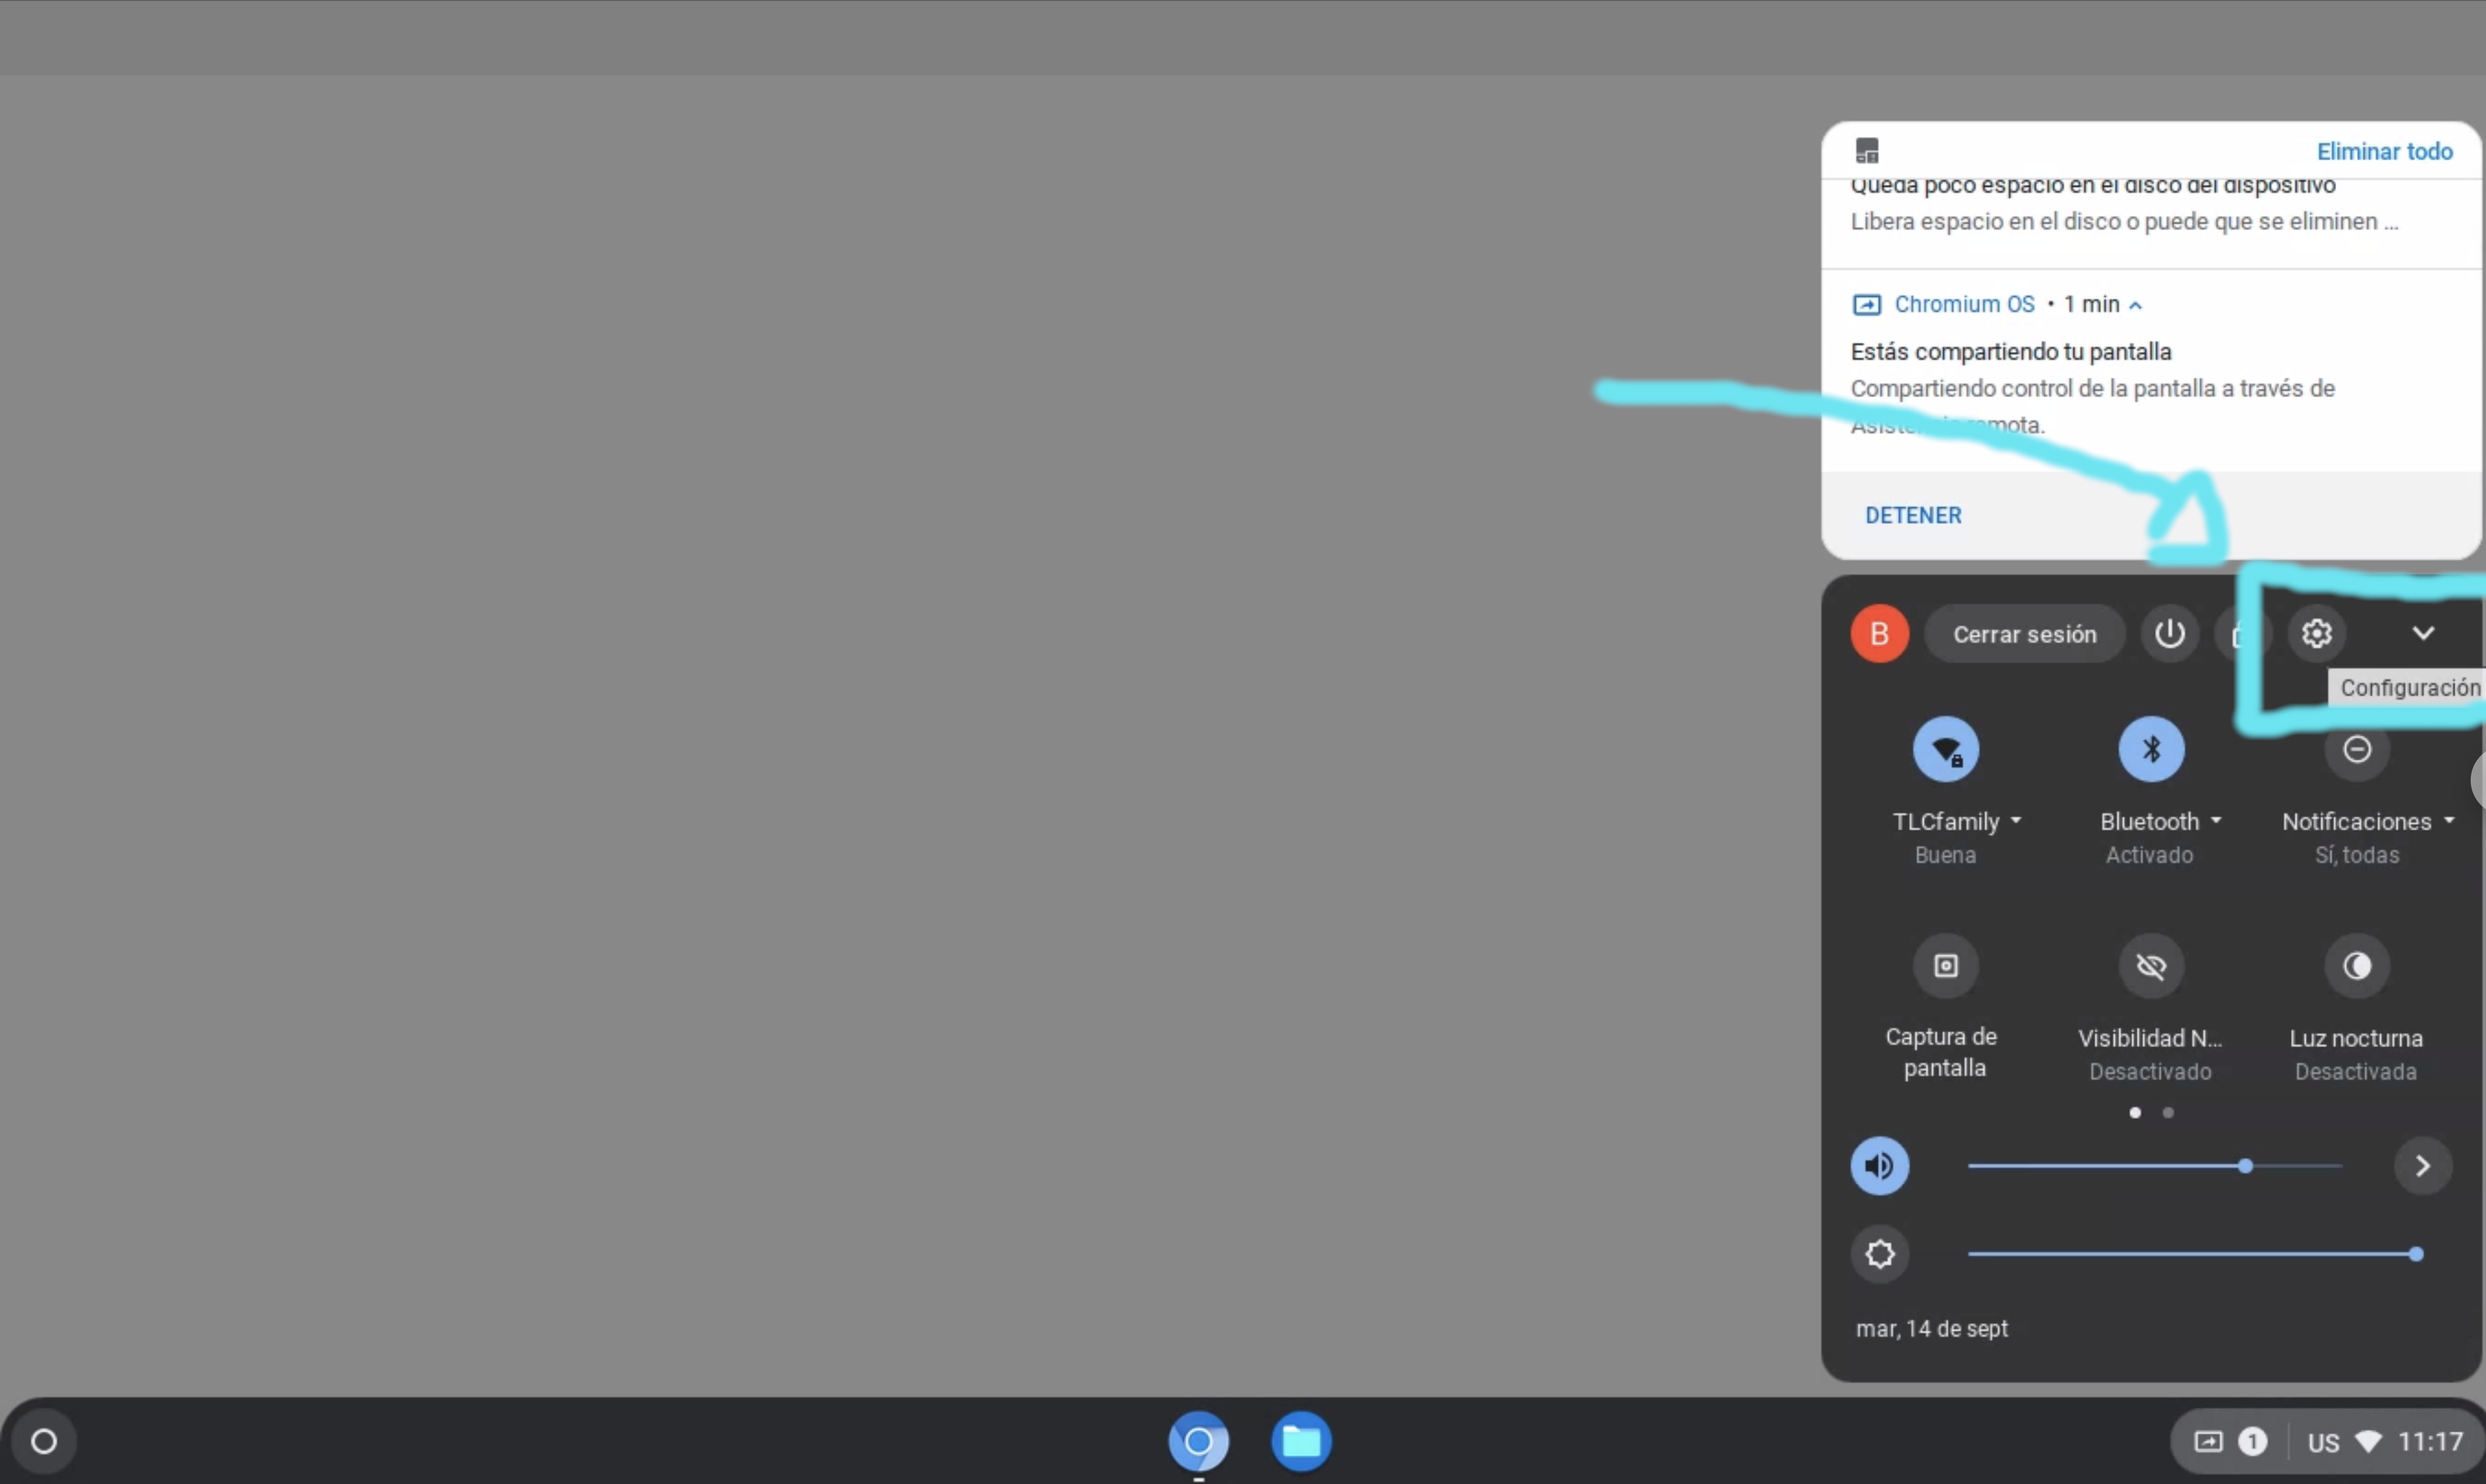 Eliminar todo
Queda poco espacio en el disco del dispositivo
Libera espacio en el disco o puede que se eliminen ...
Chromium OS • 1 min
Estás compartiendo tu pantalla
Compartiendo control de la pantalla a través de
remota.
DETENER
B
Cerrar sesión
Configuración
TLCfamily
Bluetooth
Notificaciones
Buena
Activado
Sí, todas
Captura de
pantalla
Visibilidad N...
Desactivado
Luz nocturna
Desactivada
mar, 14 de sept
1
US
11:17